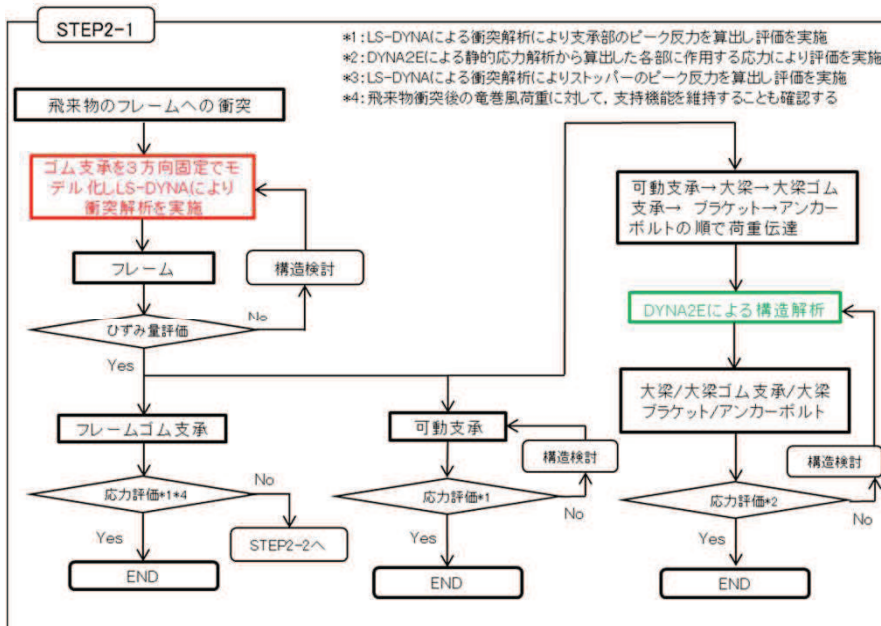 STEP2-1
*1:LS-DYNAによる衝突解析により支承部のピーク反力を算出し評価を実施
*2:DYNA2Eによる静的応力解析から算出した各部に作用する応力により評価を実施
*3:LS-DYNAによる衝突解析によりストッパーのピーク反力を算出し評価を実施
*4:飛来物衝突後の竜巻風荷重に対して,支持機能を維持することも確認する
飛来物のフレームへの衝突
ゴム支承を3方向固定でモ
デル化しLS-DYNAにより
衝突解析を実施
フレーム
構造検討
ひずみ量評価
No
Yes
フレームゴム支承
応力評価*1*4
No
Yes
STEP2-2へ
END
可動支承
構造検討
応力評価*1
No
Yes
END
可動支承→大梁→大梁ゴム
支承→ ブラケット→アンカー
ボルトの順で荷重伝達
DYNA2Eによる構造解析
大梁/大梁ゴム支承/大梁
ブラケット/アンカーボルト
構造検討
応力評価*2
No
Yes
END